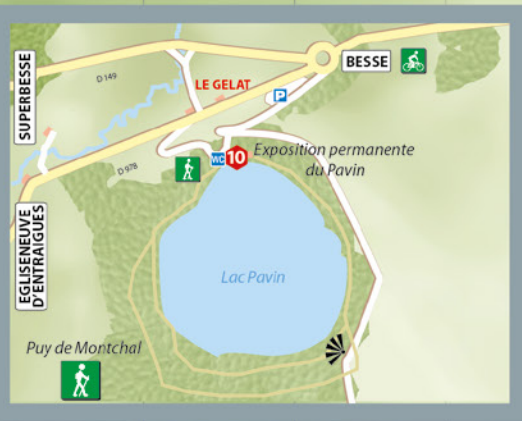 SUPERBESSE
D 149
LE GELAT
BESSE
P
D 978
WC
10
Exposition permanente
du Pavin
EGLISENEUVE
D'ENTRAIGUES
Lac Pavin
Puy de Montchal